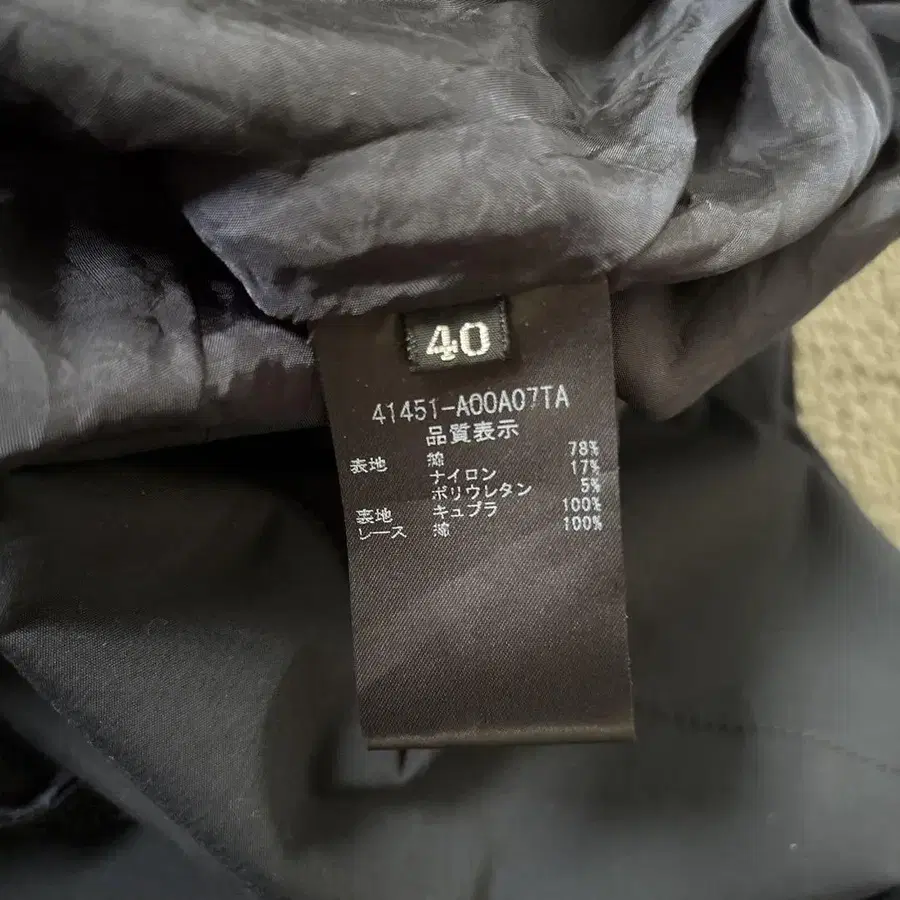 40
41451-A00A07TA
品質表示
表地 綿 78%
ナイロン 17%
ポリウレタン 5%
裏地 キュプラ 100%
レース 綿 100%